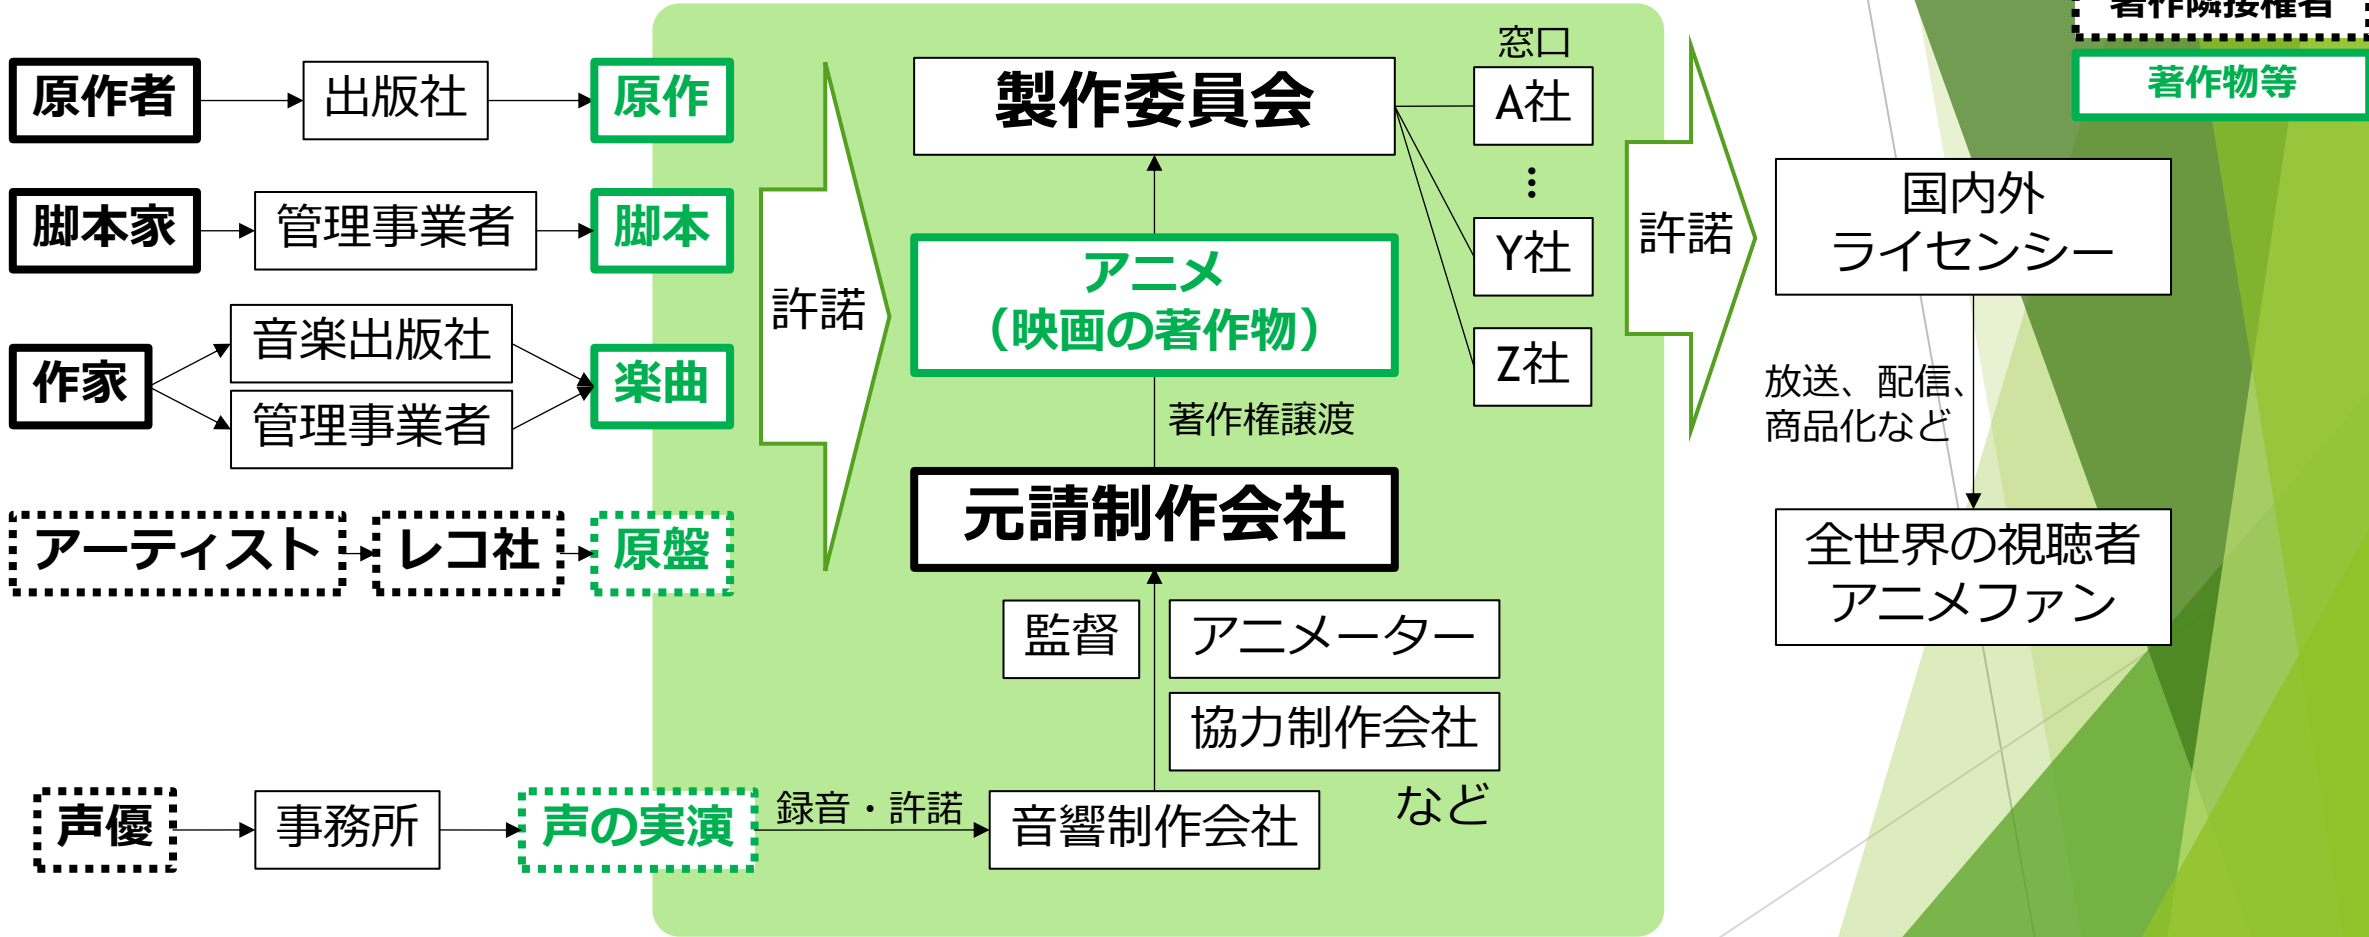 著作隣接権者
著作物等
原作者
出版社
原作
脚本家
管理事業者
脚本
作家
音楽出版社
管理事業者
楽曲
アーティスト
レコ社
原盤
声優
事務所
声の実演
録音・許諾
許諾
製作委員会
アニメ
（映画の著作物）
著作権譲渡
元請制作会社
監督
アニメーター
協力制作会社
など
音響制作会社
窓口
A社
⋮
Y社
Z社
許諾
国内外
ライセンシー
放送、配信、
商品化など
全世界の視聴者
アニメファン